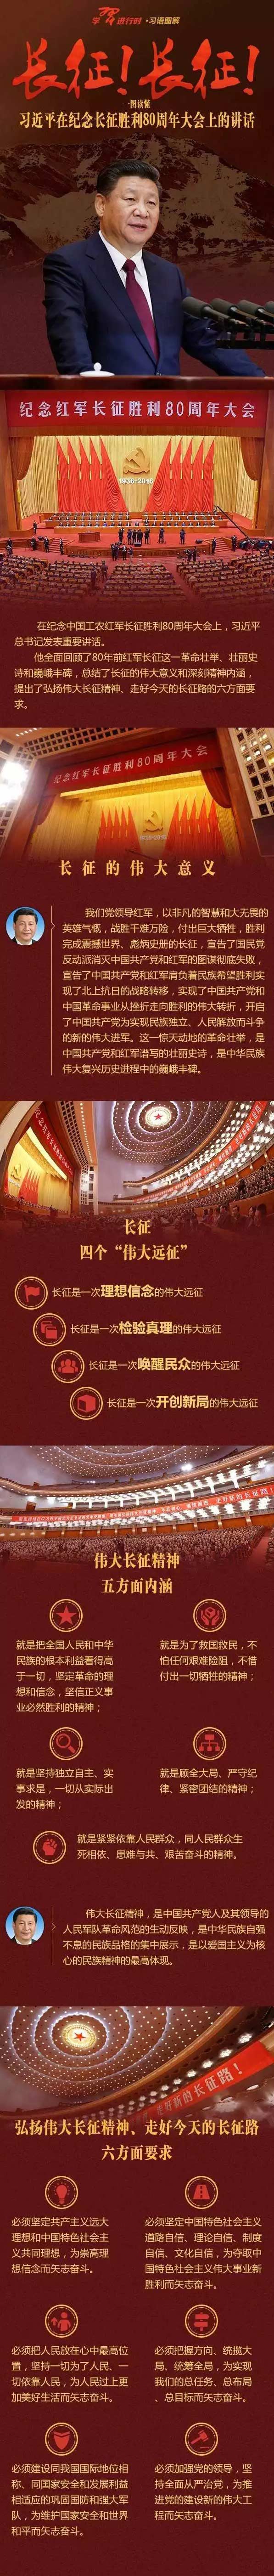 学习进行时·习语图解
长征！长征！
一图读懂
习近平在纪念长征胜利80周年大会上的讲话
纪念红军长征胜利80周年大会
1936-2016
在纪念中国工农红军长征胜利80周年大会上，习近平
总书记发表重要讲话。
他全面回顾了80年前红军长征这一革命壮举、壮丽史
诗和巍峨丰碑，总结了长征的伟大意义和深刻精神内涵，
提出了弘扬伟大长征精神、走好今天的长征路的六方面要
求。
纪念红军长征胜利80周年大会
长征的伟大意义
我们党领导红军，以非凡的智慧和大无畏的
英雄气概，战胜千难万险，付出巨大牺牲，胜利
完成震撼世界、彪炳史册的长征，宣告了国民党
反动派消灭中国共产党和红军的图谋彻底失败，
宣告了中国共产党和红军肩负着民族希望胜利实
现了北上抗日的战略转移，实现了中国共产党和
中国革命事业从挫折走向胜利的伟大转折，开启
了中国共产党为实现民族独立、人民解放而斗争
的新的伟大进军。这一惊天动地的革命壮举，是
中国共产党和红军谱写的壮丽史诗，是中华民族
伟大复兴历史进程中的巍峨丰碑。
长征
四个“伟大远征”
长征是一次理想信念的伟大远征
长征是一次检验真理的伟大远征
长征是一次唤醒民众的伟大远征
长征是一次开创新局的伟大远征
伟大长征精神
五方面内涵
就是把全国人民和中华
民族的根本利益看得高
于一切，坚定革命的理
想和信念，坚信正义事
业必然胜利的精神；
就是为了救国救民，不
怕任何艰难险阻，不惜
付出一切牺牲的精神；
就是坚持独立自主、实
事求是，一切从实际出
发的精神；
就是顾全大局、严守纪
律、紧密团结的精神；
就是紧紧依靠人民群众，同人民群众生
死相依、患难与共、艰苦奋斗的精神。
伟大长征精神，是中国共产党人及其领导的
人民军队革命风范的生动反映，是中华民族自强
不息的民族品格的集中展示，是以爱国主义为核
心的民族精神的最高体现。
走好新的长征路！
弘扬伟大长征精神、走好今天的长征路
六方面要求
必须坚定共产主义远大
理想和中国特色社会主
义共同理想，为崇高理
想信念而矢志奋斗。
必须坚定中国特色社会主义
道路自信、理论自信、制度
自信、文化自信，为夺取中
国特色社会主义伟大事业新
胜利而矢志奋斗。
必须把人民放在心中最高位
置，坚持一切为了人民、一
切依靠人民，为人民过上更
加美好生活而矢志奋斗。
必须把握方向、统揽大
局、统筹全局，为实现
我们的总任务、总布局
、总目标而矢志奋斗。
必须建设同我国国际地位相
称、同国家安全和发展利益
相适应的巩固国防和强大军
队，为维护国家安全和世界
和平而矢志奋斗。
必须加强党的领导，坚
持全面从严治党，为推
进党的建设新的伟大工
程而矢志奋斗。